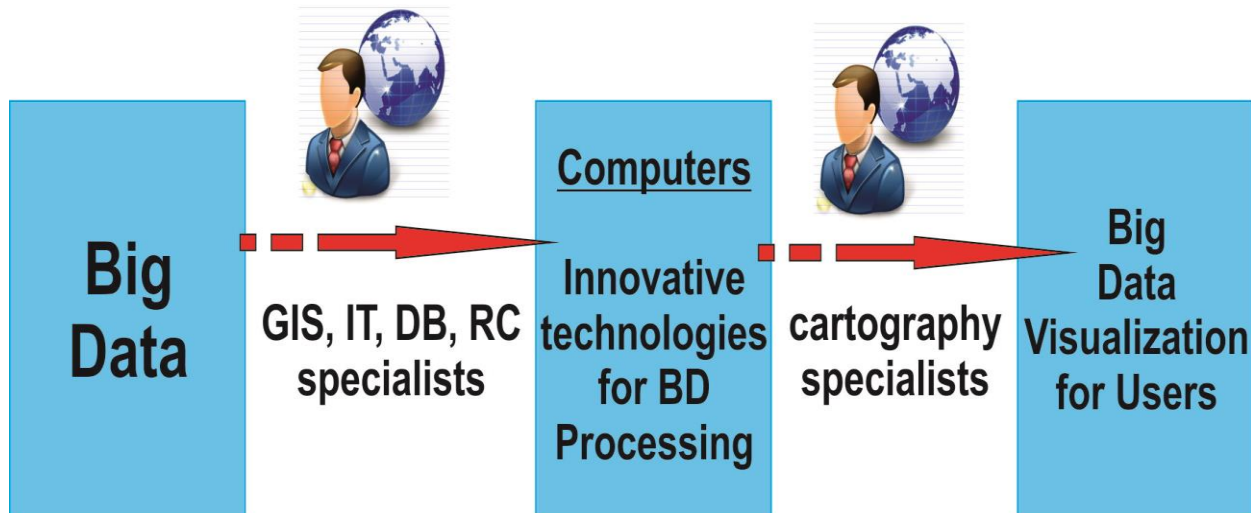 Big
Data
GIS, IT, DB, RC
specialists
Computers
Innovative
technologies
for BD
Processing
cartography
specialists
Big
Data
Visualization
for Users